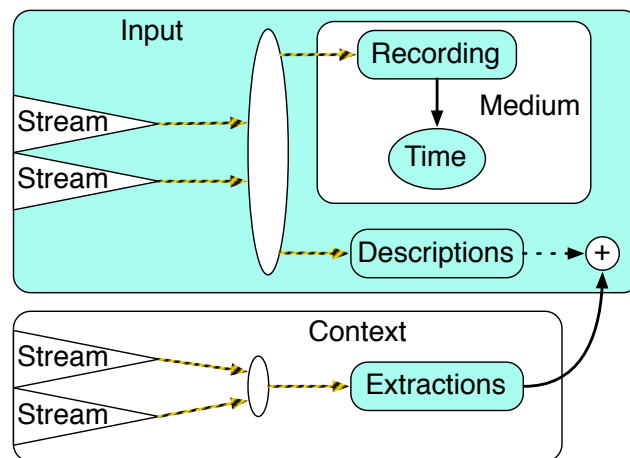 Input
Recording
Medium
Stream
Time
Stream
Descriptions
+
Context
Stream
Extractions
Stream